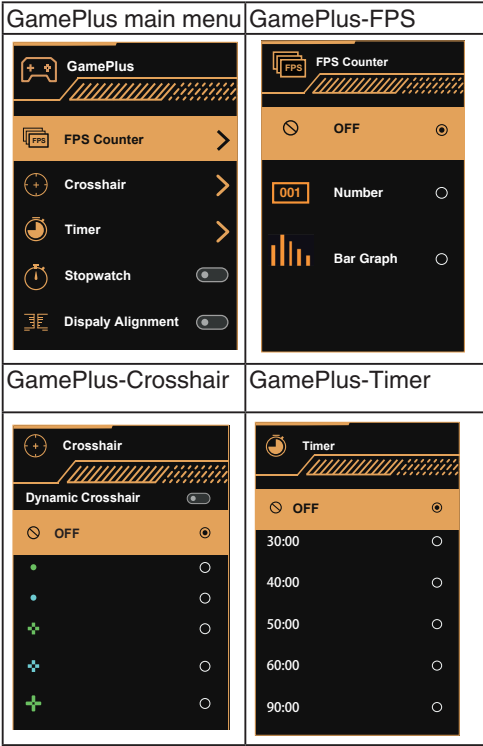 GamePlus main menu
GamePlus-FPS
GamePlus
FPS
FPS Counter
Crosshair
Timer
Stopwatch
Dispaly Alignment
FPS
FPS Counter
OFF
001
Number
Bar Graph
GamePlus-Crosshair
GamePlus-Timer
Crosshair
Dynamic Crosshair
OFF
Timer
OFF
30:00
40:00
50:00
60:00
90:00